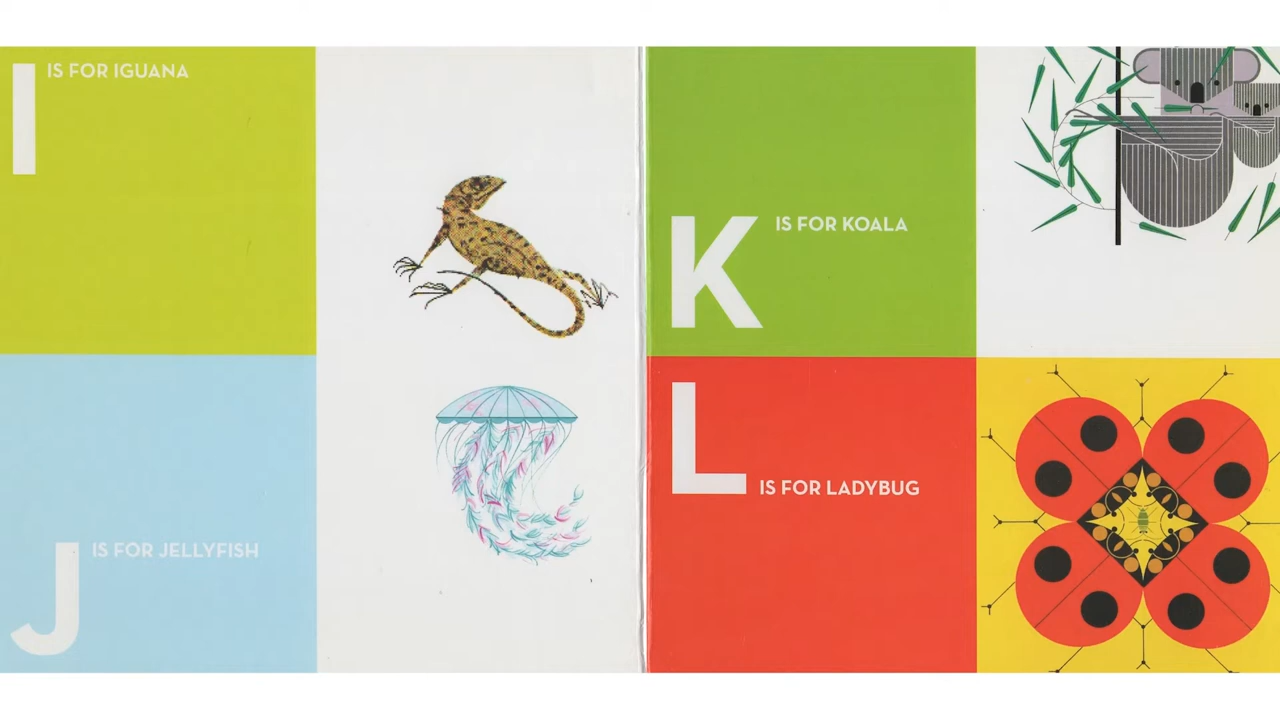 I IS FOR IGUANA
J IS FOR JELLYFISH
K IS FOR KOALA
L IS FOR LADYBUG